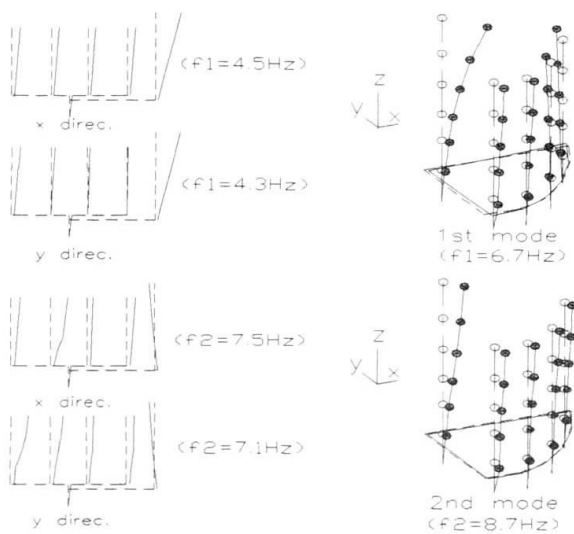 (f1=4.5Hz)
x direc.
(f1=4.3Hz)
y direc.
(f2=7.5Hz)
x direc.
(f2=7.1Hz)
y direc.
z
y x
1st mode
(f1=6.7Hz)
z
y x
2nd mode
(f2=8.7Hz)